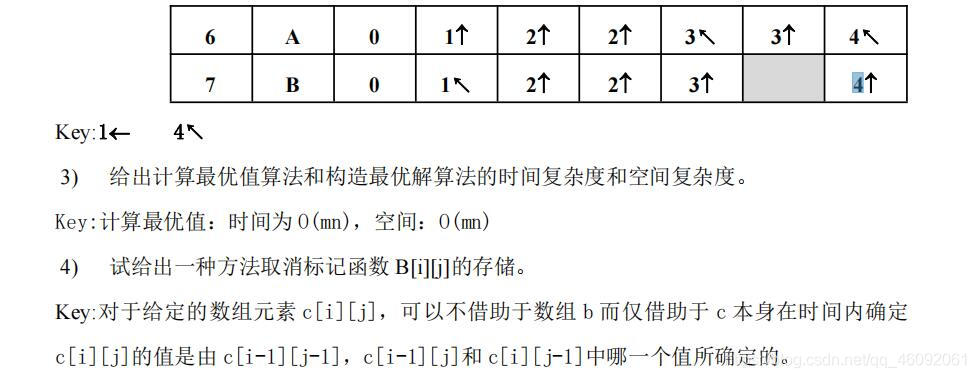 6 A 0 1↑ 2↑ 2↑ 3↖ 3↑ 4↖
7 B 0 1↖ 2↑ 2↑ 3↑ 4↑
Key:1← 4↖
3) 给出计算最优值算法和构造最优解算法的时间复杂度和空间复杂度。
Key:计算最优值：时间为O(mn)，空间：O(mn)
4) 试给出一种方法取消标记函数 B[i][j]的存储。
Key:对于给定的数组元素c[i][j]，可以不借助于数组 b 而仅借助于 c 本身在时间内确定
c[i][j]的值是由c[i-1][j-1]，c[i-1][j]和c[i][j-1]中哪一个值所确定的。
blog.csdn.net/qq_46092061